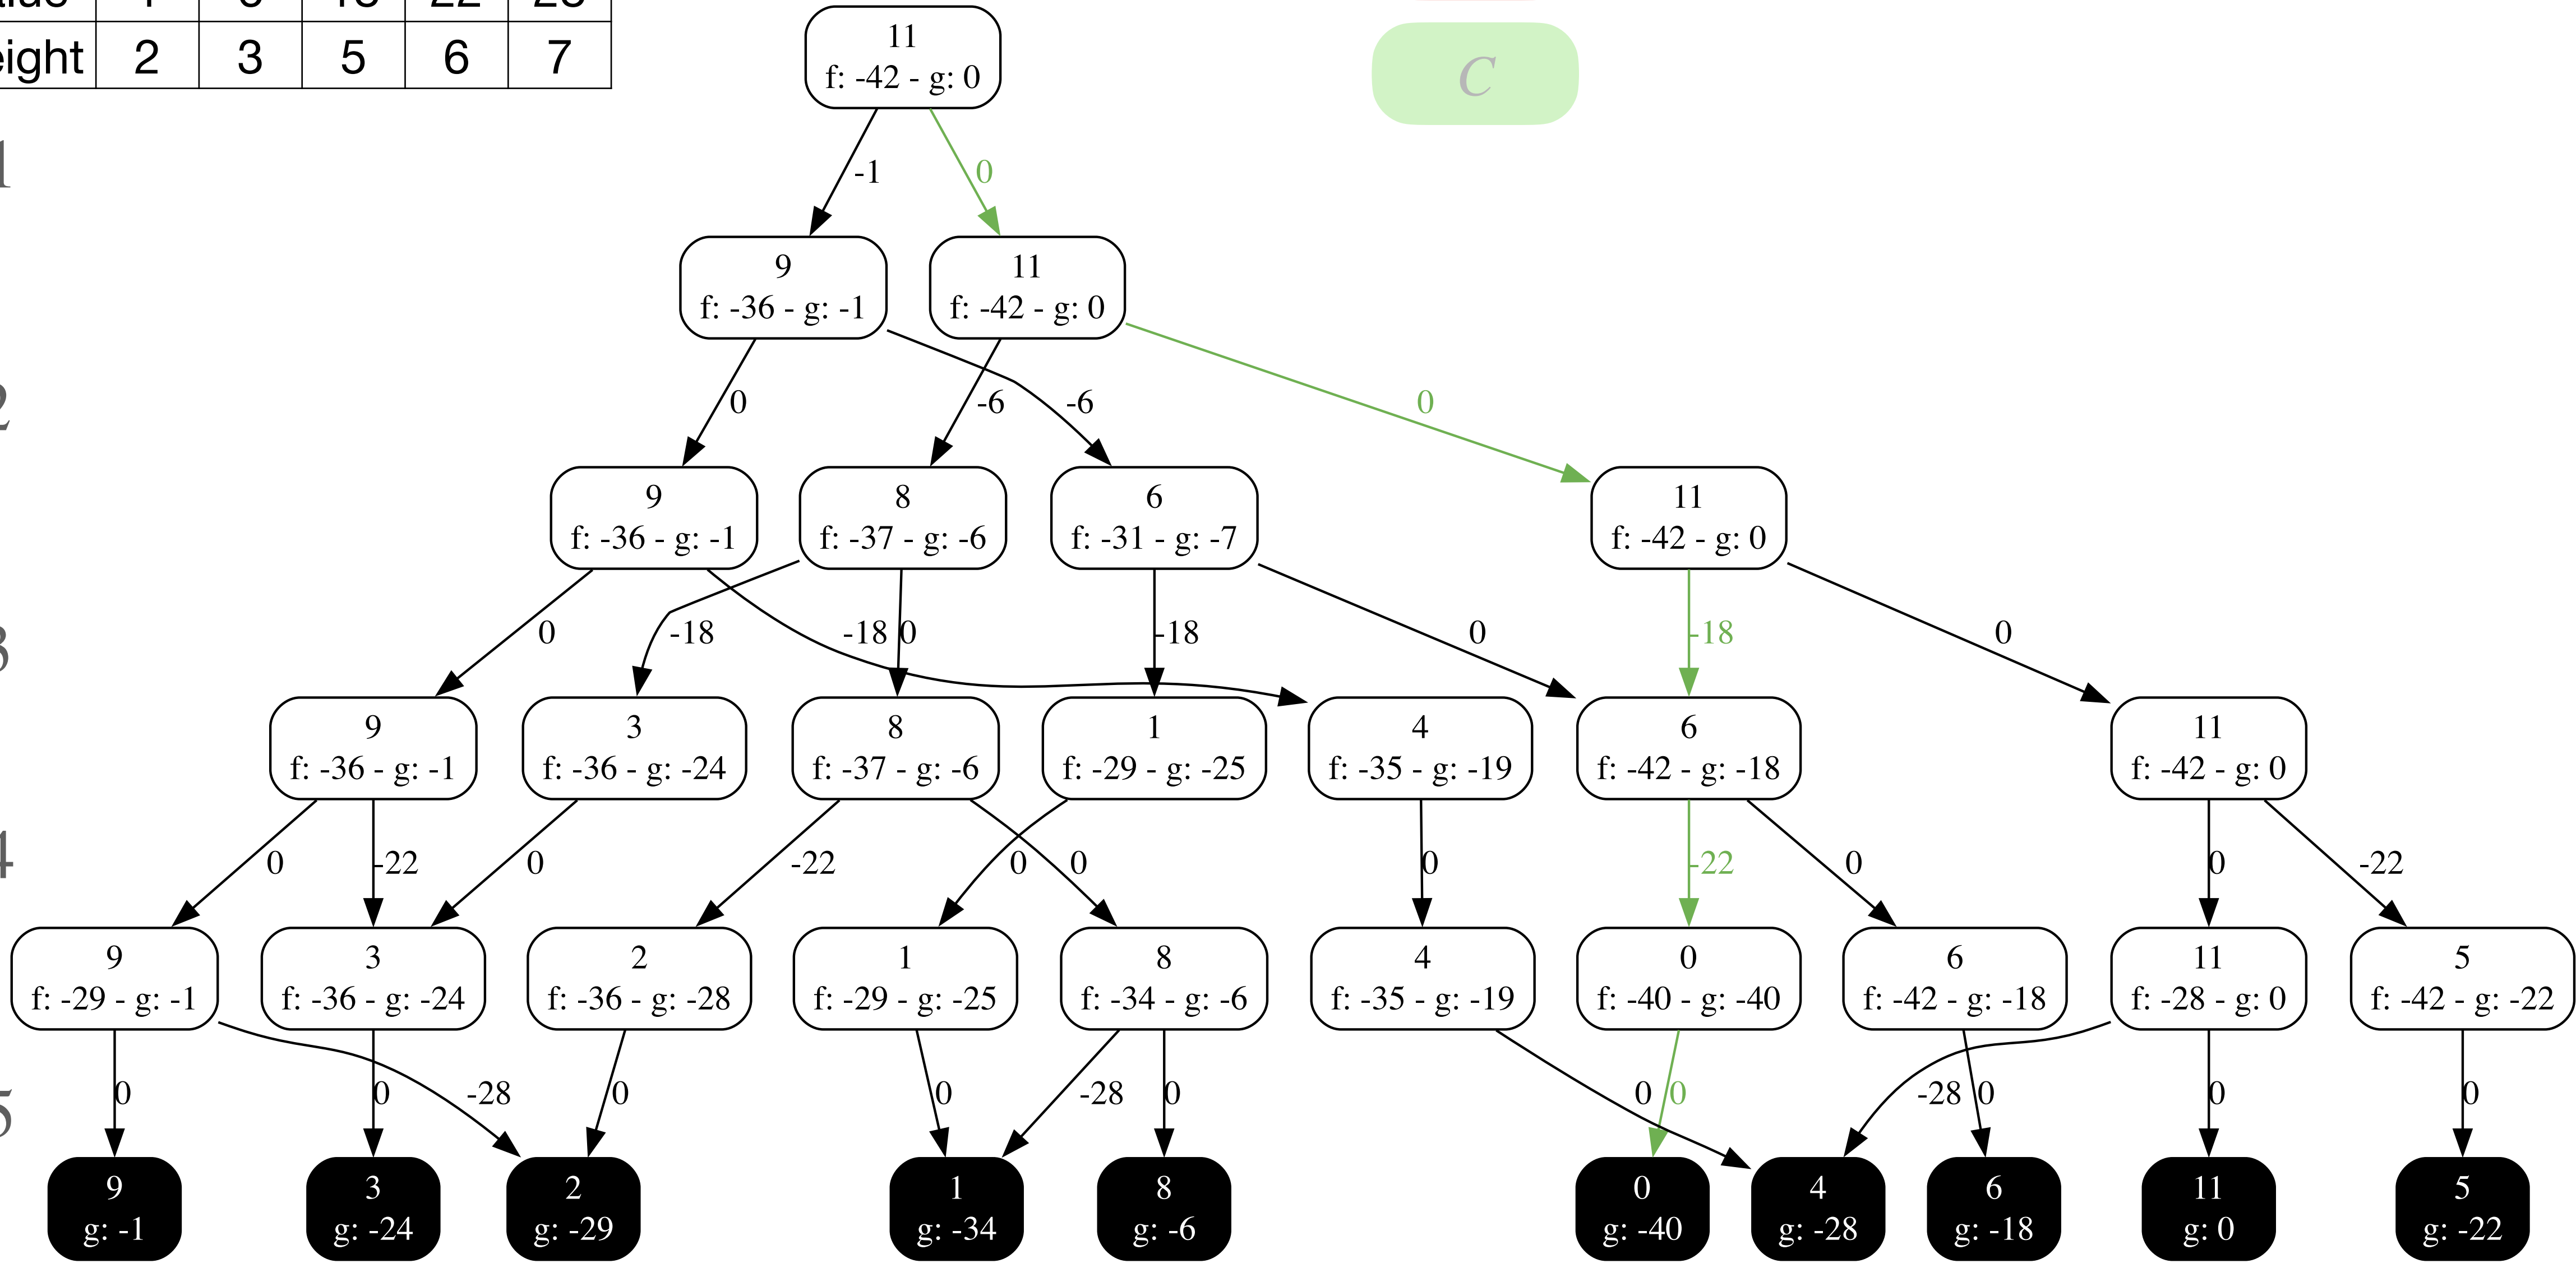 eight 2 3 5 6 7
11
f: -42 - g: 0
C
-1 0
1
9
f: -36 - g: -1
11
f: -42 - g: 0
2
0 -6 -6 0
9
f: -36 - g: -1
8
f: -37 - g: -6
6
f: -31 - g: -7
11
f: -42 - g: 0
3
0 -18 -18 0 -18 0 -18 0
9
f: -36 - g: -1
3
f: -36 - g: -24
8
f: -37 - g: -6
1
f: -29 - g: -25
4
f: -35 - g: -19
6
f: -42 - g: -18
11
f: -42 - g: 0
4
0 -22 0 -22 0 0 0 -22 0 0 -22
9
f: -29 - g: -1
3
f: -36 - g: -24
2
f: -36 - g: -28
1
f: -29 - g: -25
8
f: -34 - g: -6
4
f: -35 - g: -19
0
f: -40 - g: -40
6
f: -42 - g: -18
11
f: -28 - g: 0
5
f: -42 - g: -22
5
0 0 -28 0 0 -28 0 0 0 -28 0 0 0
9
g: -1
3
g: -24
2
g: -29
1
g: -34
8
g: -6
0
g: -40
4
g: -28
6
g: -18
11
g: 0
5
g: -22